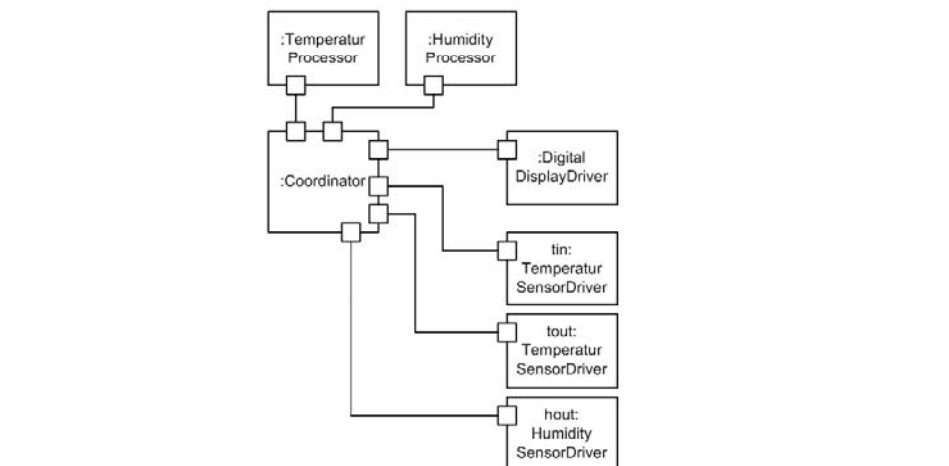 :Temperatur
Processor
:Humidity
Processor
:Coordinator
:Digital
DisplayDriver
tin:
Temperatur
SensorDriver
tout:
Temperatur
SensorDriver
hout:
Humidity
SensorDriver